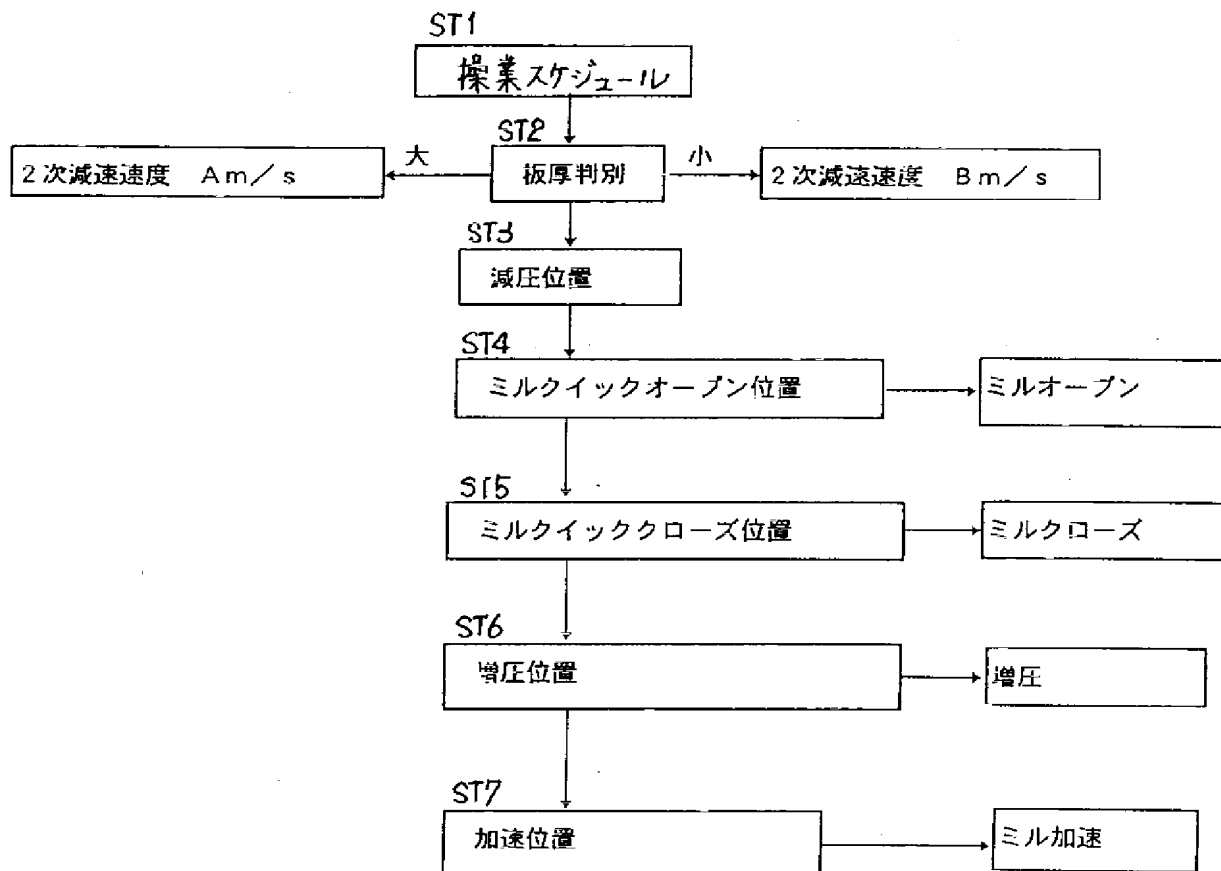 ST1
操業スケジュール
ST2
大
小
2次減速速度 Am/s
板厚判別
2次減速速度 Bm/s
ST3
減圧位置
ST4
ミルクイックオープン位置
ミルオープン
ST5
ミルクイッククローズ位置
ミルクローズ
ST6
増圧位置
増圧
ST7
加速位置
ミル加速